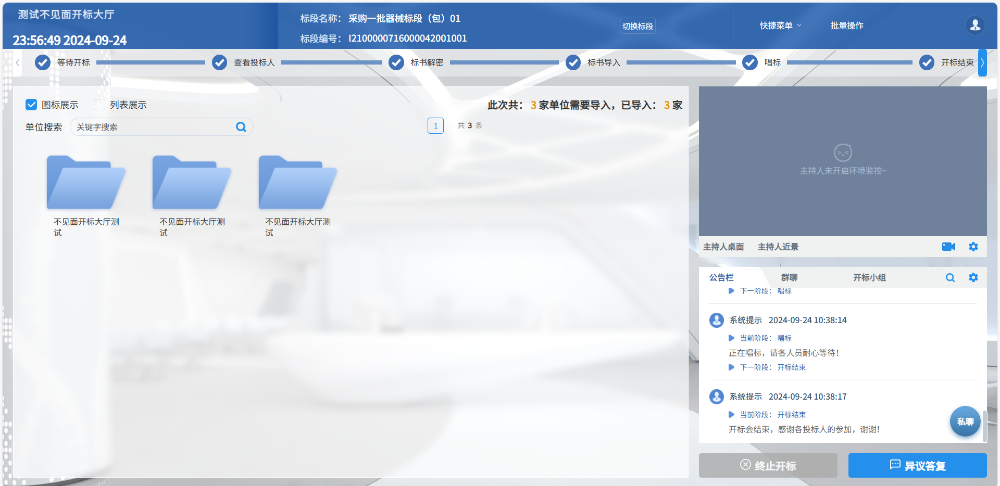 测试不见面开标大厅
23:56:49 2024-09-24
标段名称： 采购一批器械标段（包）01
标段编号： I2100000716000042001001
切换标段
快捷菜单
批量操作
等待开标
查看投标人
标书解密
标书导入
唱标
开标结束
图标展示
列表展示
此次共： 3 家单位需要导入，已导入： 3 家
单位搜索
关键字搜索
1
共 3 条
不见面开标大厅测
试
不见面开标大厅测
试
不见面开标大厅测
试
主持人未开启环境监控~
主持人桌面
主持人近景
公告栏
群聊
开标小组
下一阶段： 唱标
系统提示 2024-09-24 10:38:14
当前阶段： 唱标
正在唱标，请各人员耐心等待！
下一阶段： 开标结束
系统提示 2024-09-24 10:38:17
当前阶段： 开标结束
开标会结束，感谢各投标人的参加，谢谢！
私聊
终止开标
异议答复